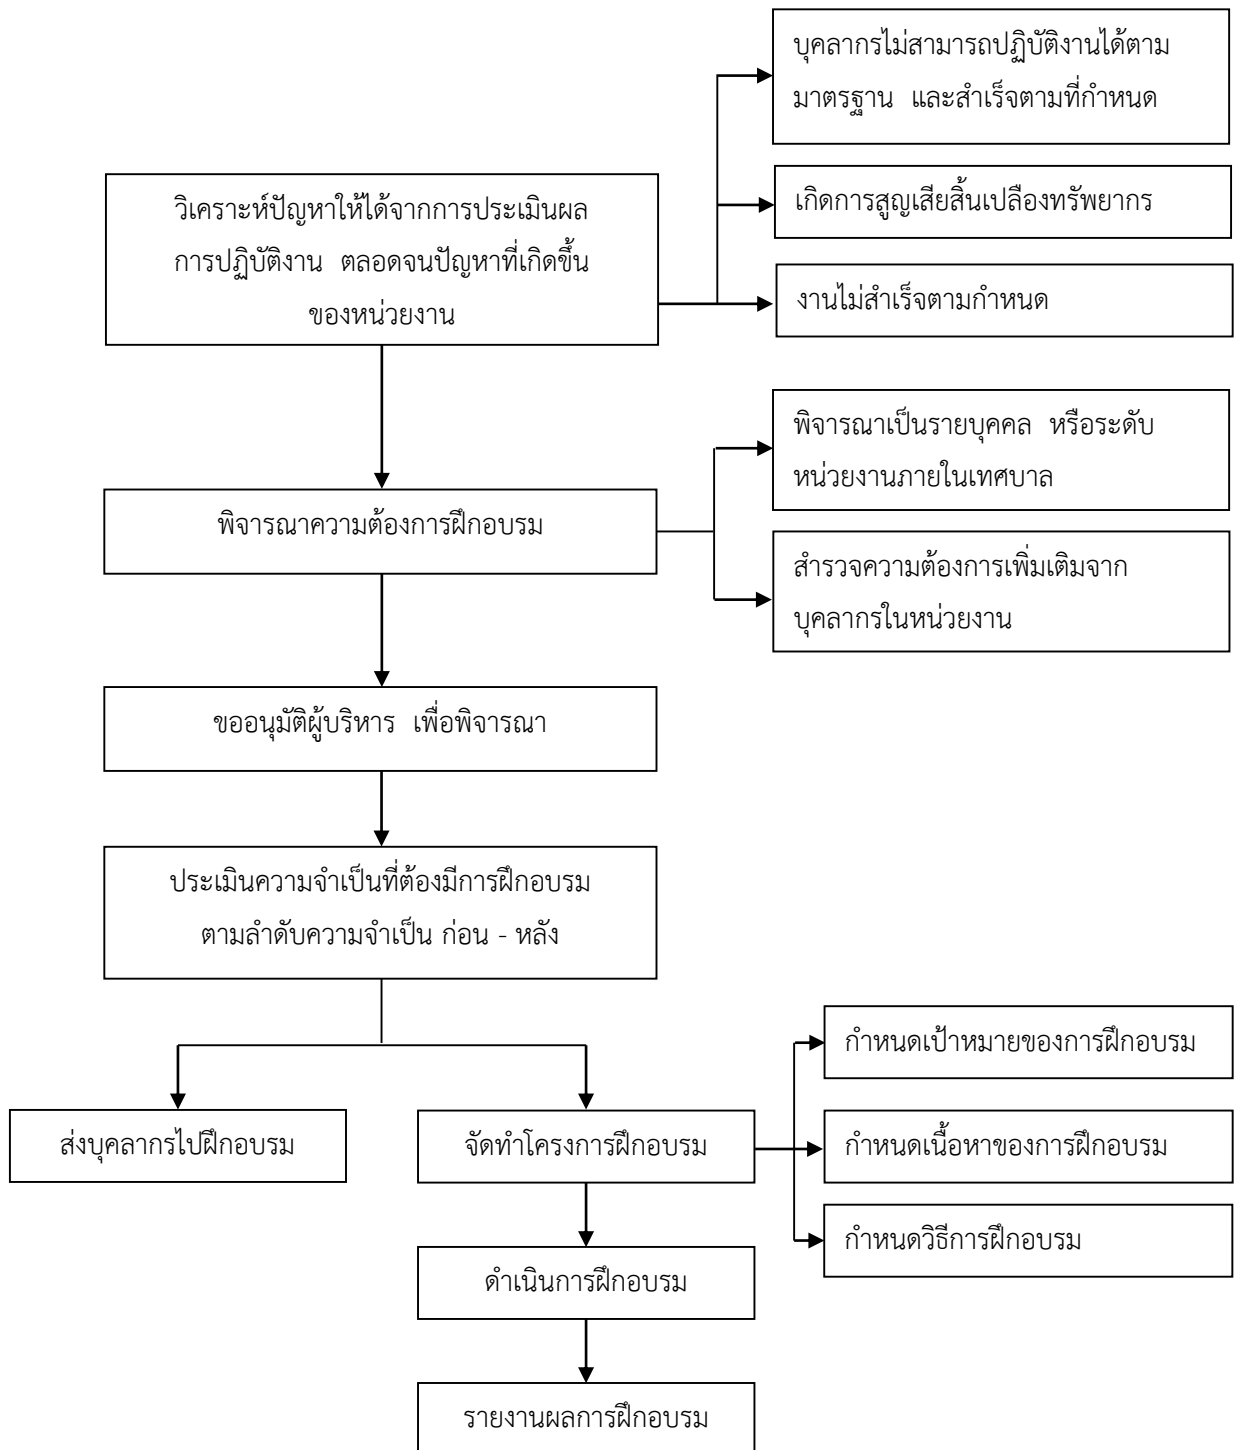 บุคลากรไม่สามารถปฏิบัติงานได้ตาม
มาตรฐาน และสำเร็จตามที่กำหนด
วิเคราะห์ปัญหาให้ได้จากการประเมินผล
การปฏิบัติงาน ตลอดจนปัญหาที่เกิดขึ้น
ของหน่วยงาน
เกิดการสูญเสียสิ้นเปลืองทรัพยากร
งานไม่สำเร็จตามกำหนด
พิจารณาเป็นรายบุคคล หรือระดับ
หน่วยงานภายในเทศบาล
พิจารณาความต้องการฝึกอบรม
สำรวจความต้องการเพิ่มเติมจาก
บุคลากรในหน่วยงาน
ขออนุมัติผู้บริหาร เพื่อพิจารณา
ประเมินความจำเป็นที่ต้องมีการฝึกอบรม
ตามลำดับความจำเป็น ก่อน - หลัง
กำหนดเป้าหมายของการฝึกอบรม
ส่งบุคลากรไปฝึกอบรม
จัดทำโครงการฝึกอบรม
กำหนดเนื้อหาของการฝึกอบรม
กำหนดวิธีการฝึกอบรม
ดำเนินการฝึกอบรม
รายงานผลการฝึกอบรม